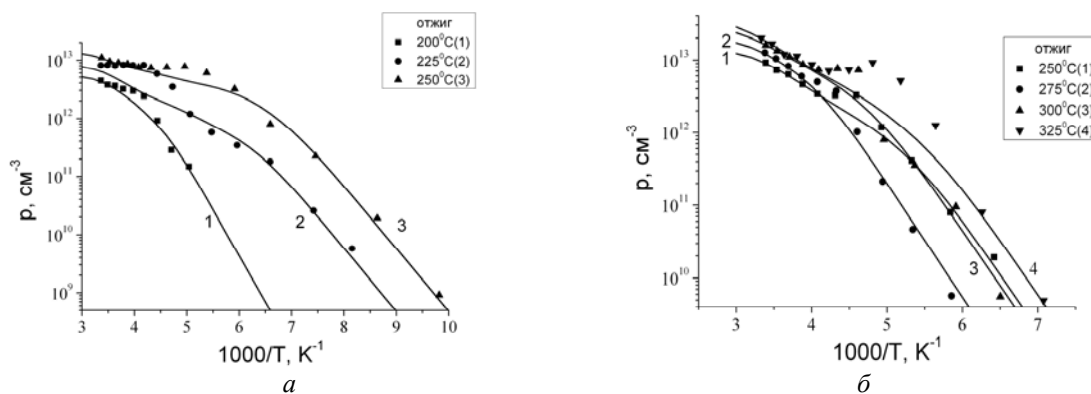 отжиг
200⁰C(1)
225⁰C(2)
250⁰C(3)
p, см⁻³
10¹³
10¹²
10¹¹
10¹⁰
10⁹
1
2
3
3 4 5 6 7 8 9 10
1000/T, K⁻¹
а
отжиг
250⁰C(1)
275⁰C(2)
300⁰C(3)
325⁰C(4)
p, см⁻³
10¹³
10¹²
10¹¹
10¹⁰
2
1
3
4
3 4 5 6 7
1000/T, K⁻¹
б